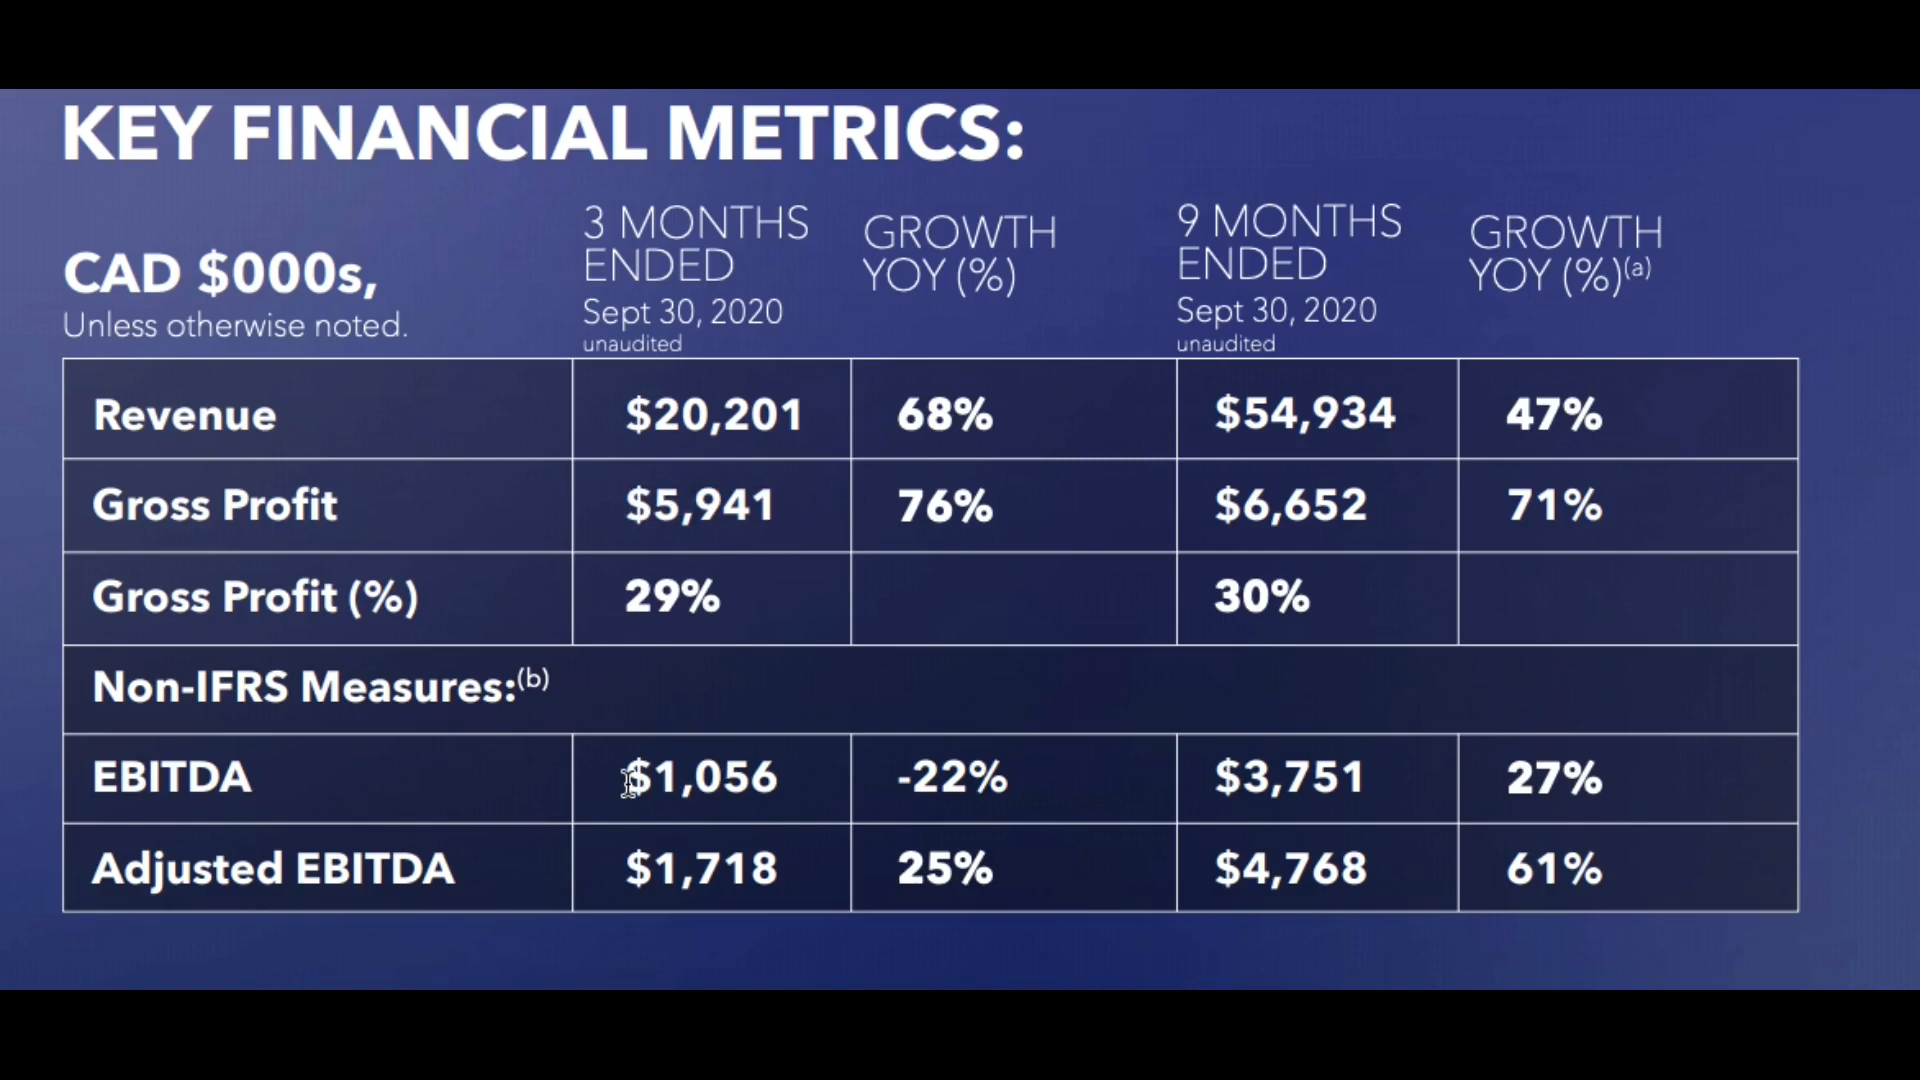 KEY FINANCIAL METRICS:
CAD $000s,
Unless otherwise noted.
3 MONTHS
ENDED
Sept 30, 2020
unaudited
GROWTH
YOY (%)
9 MONTHS
ENDED
Sept 30, 2020
unaudited
GROWTH
YOY (%)(a)
Revenue $20,201 68% $54,934 47%
Gross Profit $5,941 76% $6,652 71%
Gross Profit (%) 29% 30%
Non-IFRS Measures:(b)
EBITDA $1,056 -22% $3,751 27%
Adjusted EBITDA $1,718 25% $4,768 61%